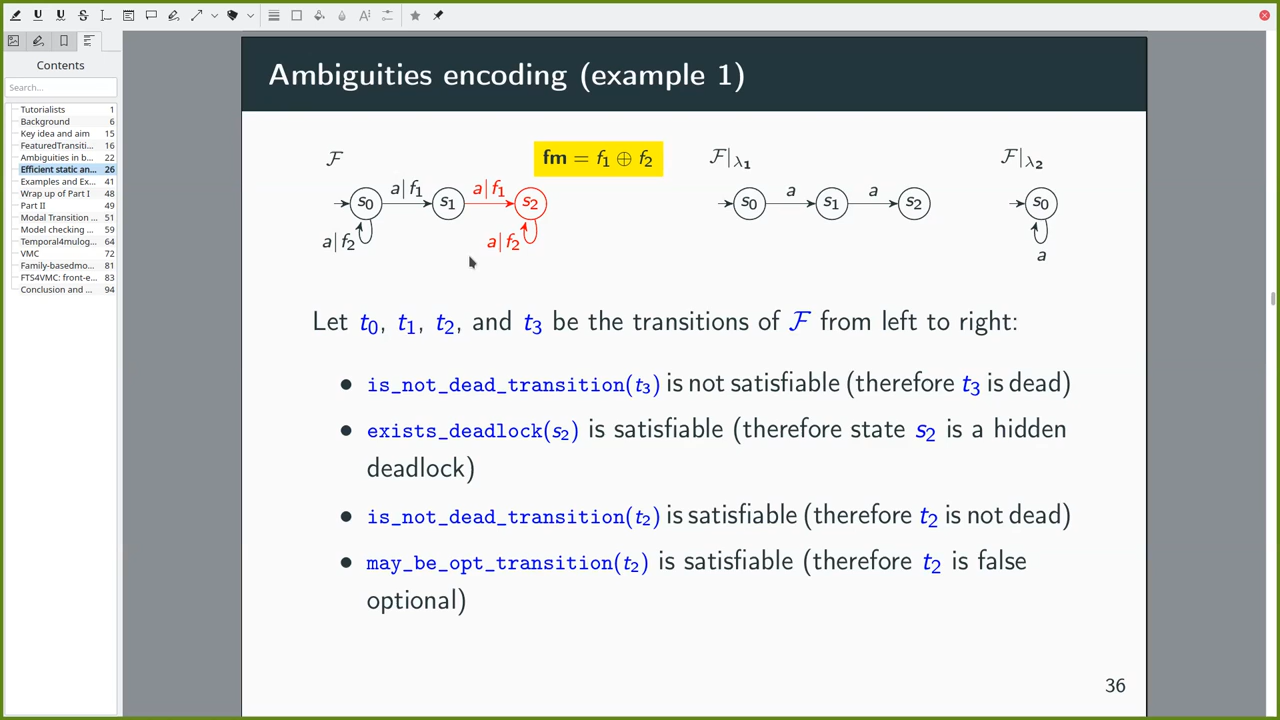 Contents
Search...
Tutorialists 1
Background 6
Key idea and aim 15
FeaturedTransiti... 16
Ambiguities in b... 22
Efficient static an... 26
Examples and Ex... 41
Wrap up of Part I 48
Part II 49
Modal Transition ... 51
Model checking ... 59
Temporal4mulog... 64
VMC 72
Family-basedmo... 81
FTS4VMC: front-e... 83
Conclusion and ... 94
Ambiguities encoding (example 1)
ℱ
fm = f₁ ⊕ f₂
ℱ|λ₁
ℱ|λ₂
s₀ a|f₁ s₁ a|f₁ s₂
a|f₂ a|f₂
s₀ a s₁ a s₂
s₀
a
Let t₀, t₁, t₂, and t₃ be the transitions of ℱ from left to right:
• is_not_dead_transition(t₃) is not satisfiable (therefore t₃ is dead)
• exists_deadlock(s₂) is satisfiable (therefore state s₂ is a hidden
deadlock)
• is_not_dead_transition(t₂) is satisfiable (therefore t₂ is not dead)
• may_be_opt_transition(t₂) is satisfiable (therefore t₂ is false
optional)
36